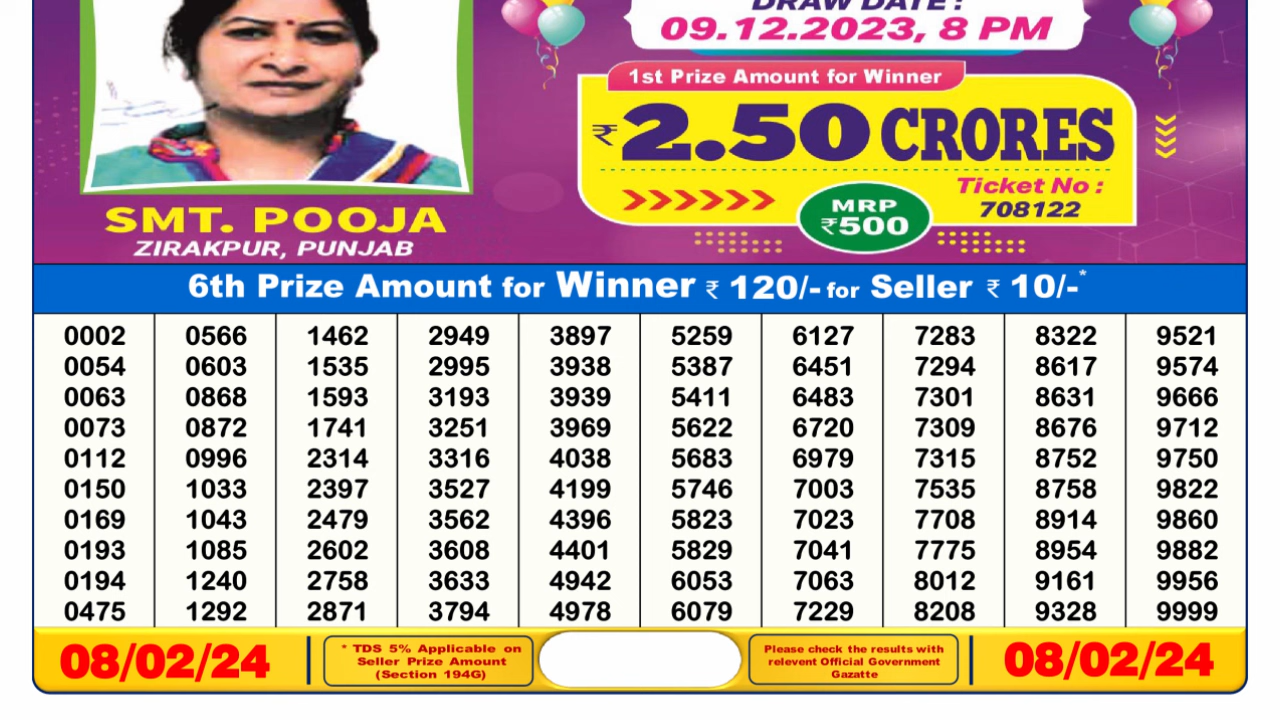 DRAW DATE :
09.12.2023, 8 PM
1st Prize Amount for Winner
₹ 2.50 CRORES
Ticket No :
708122
MRP
₹500
SMT. POOJA
ZIRAKPUR, PUNJAB
6th Prize Amount for Winner ₹ 120/- for Seller ₹ 10/-*
0002 0566 1462 2949 3897 5259 6127 7283 8322 9521
0054 0603 1535 2995 3938 5387 6451 7294 8617 9574
0063 0868 1593 3193 3939 5411 6483 7301 8631 9666
0073 0872 1741 3251 3969 5622 6720 7309 8676 9712
0112 0996 2314 3316 4038 5683 6979 7315 8752 9750
0150 1033 2397 3527 4199 5746 7003 7535 8758 9822
0169 1043 2479 3562 4396 5823 7023 7708 8914 9860
0193 1085 2602 3608 4401 5829 7041 7775 8954 9882
0194 1240 2758 3633 4942 6053 7063 8012 9161 9956
0475 1292 2871 3794 4978 6079 7229 8208 9328 9999
08/02/24
* TDS 5% Applicable on
Seller Prize Amount
(Section 194G)
Please check the results with
relevent Official Government
Gazatte
08/02/24